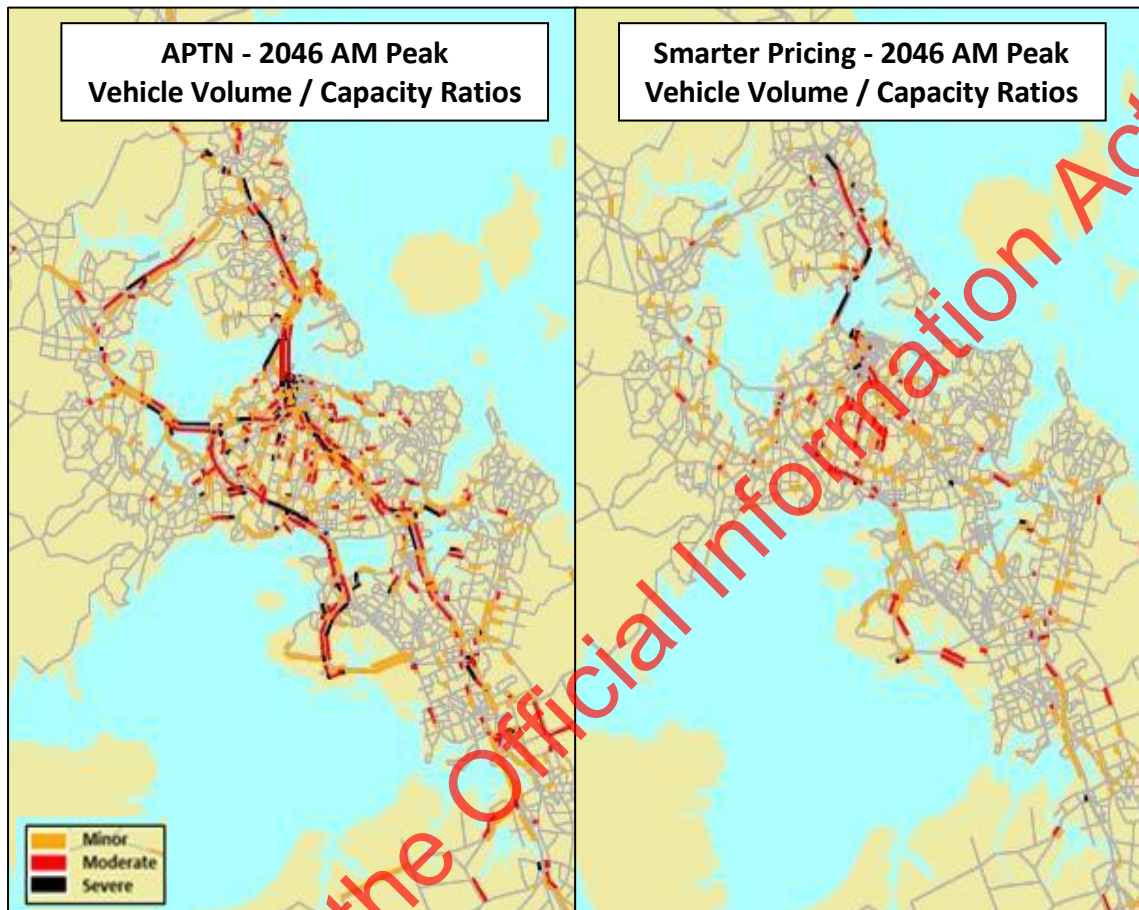 APTN - 2046 AM Peak
Vehicle Volume / Capacity Ratios
Smarter Pricing - 2046 AM Peak
Vehicle Volume / Capacity Ratios
the Official Information Act
Minor
Moderate
Severe